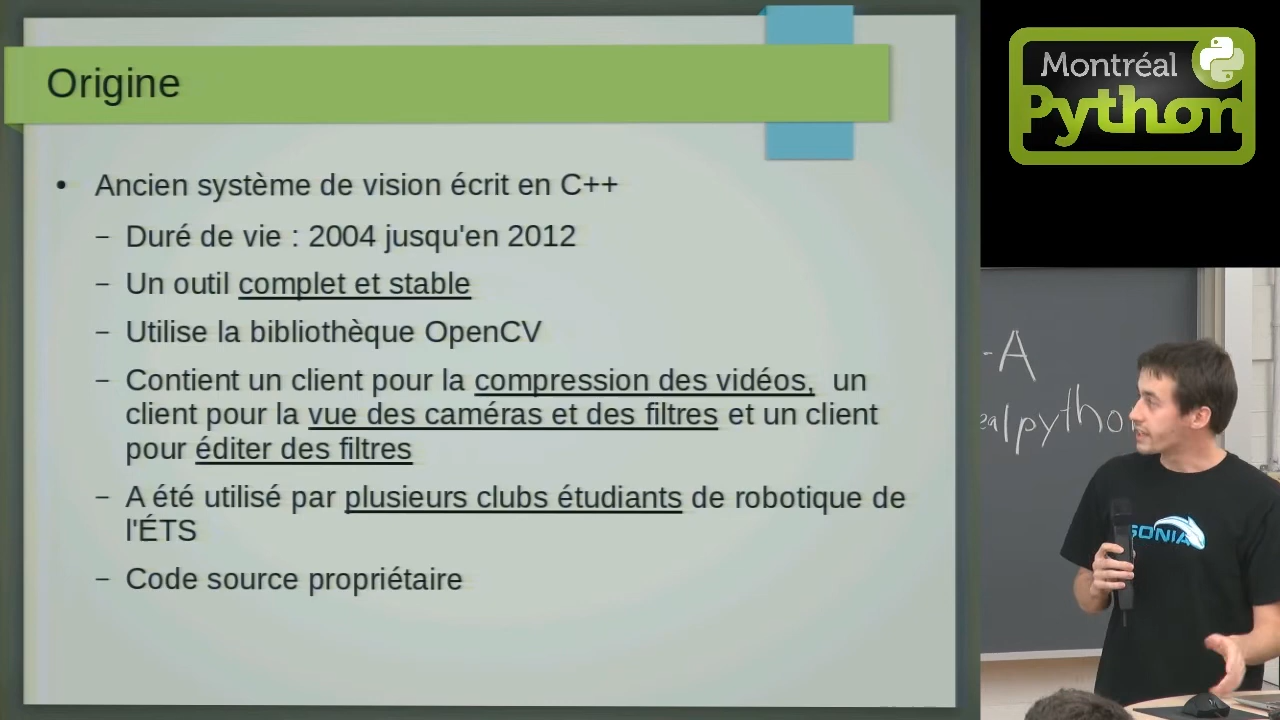 Origine
Ancien système de vision écrit en C++
– Duré de vie : 2004 jusqu'en 2012
– Un outil complet et stable
– Utilise la bibliothèque OpenCV
– Contient un client pour la compression des vidéos, un
client pour la vue des caméras et des filtres et un client
pour éditer des filtres
– A été utilisé par plusieurs clubs étudiants de robotique de
l'ÉTS
– Code source propriétaire
Montréal
Python
-A
ealpytho
SONIA